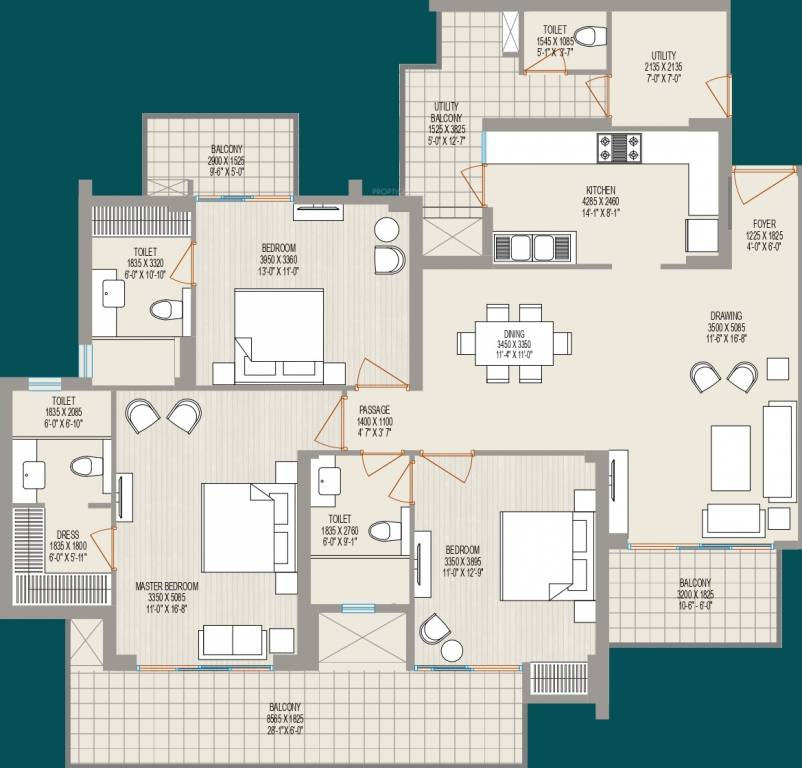 TOILET
1545 X 1085
5'-1" X 3'-7"
UTILITY
2135 X 2135
7'-0" X 7'-0"
UTILITY
BALCONY
1525 X 3825
5'-0" X 12'-7"
BALCONY
2900 X 1525
9'-6" X 5'-0"
KITCHEN
4285 X 2460
14'-1" X 8'-1"
FOYER
1225 X 1825
4'-0" X 6'-0"
TOILET
1835 X 3320
6'-0" X 10'-10"
BEDROOM
3950 X 3360
13'-0" X 11'-0"
DINING
3450 X 3350
11'-4" X 11'-0"
DRAWING
3500 X 5085
11'-6" X 16'-8"
TOILET
1835 X 2085
6'-0" X 6'-10"
PASSAGE
1400 X 1100
4' 7" X 3' 7"
DRESS
1835 X 1800
6'-0" X 5'-11"
TOILET
1835 X 2760
6'-0" X 9'-1"
BEDROOM
3350 X 3895
11'-0" X 12'-9"
MASTER BEDROOM
3350 X 5085
11'-0" X 16'-8"
BALCONY
3200 X 1825
10-6" - 6'-0"
BALCONY
8565 X 1825
28'-1" X 6'-0"